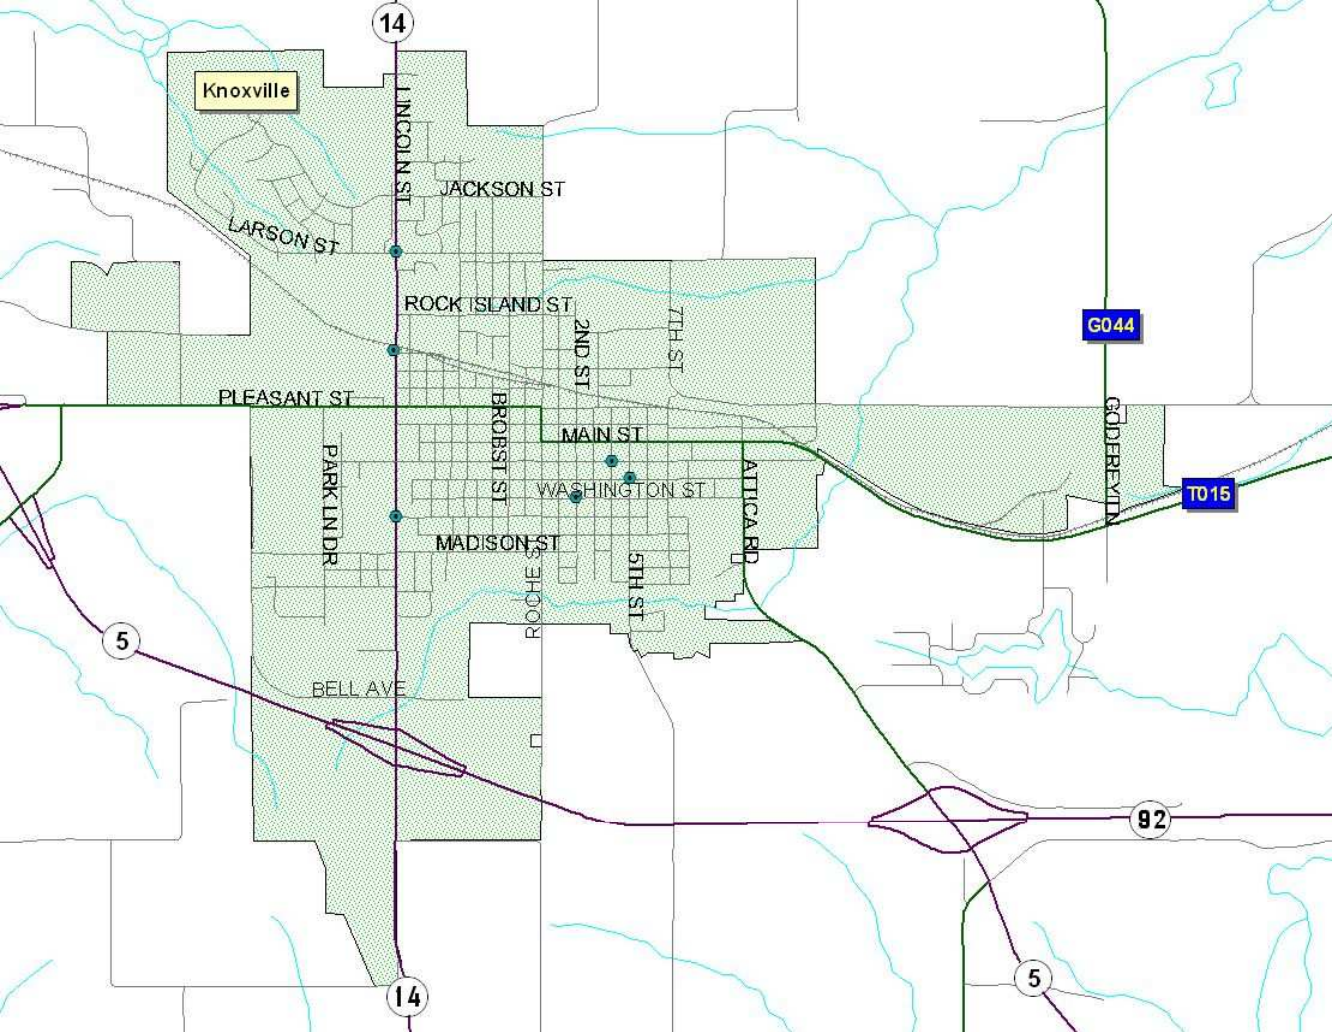 14
Knoxville
LINCOLN ST
JACKSON ST
LARSON ST
ROCK ISLAND ST
2ND ST
7TH ST
G044
PLEASANT ST
BROBST ST
MAIN ST
GODFREY LN
PARK LN DR
WASHINGTON ST
ATTICA RD
T015
MADISON ST
ROCHE S
5TH ST
5
BELL AVE
92
5
14